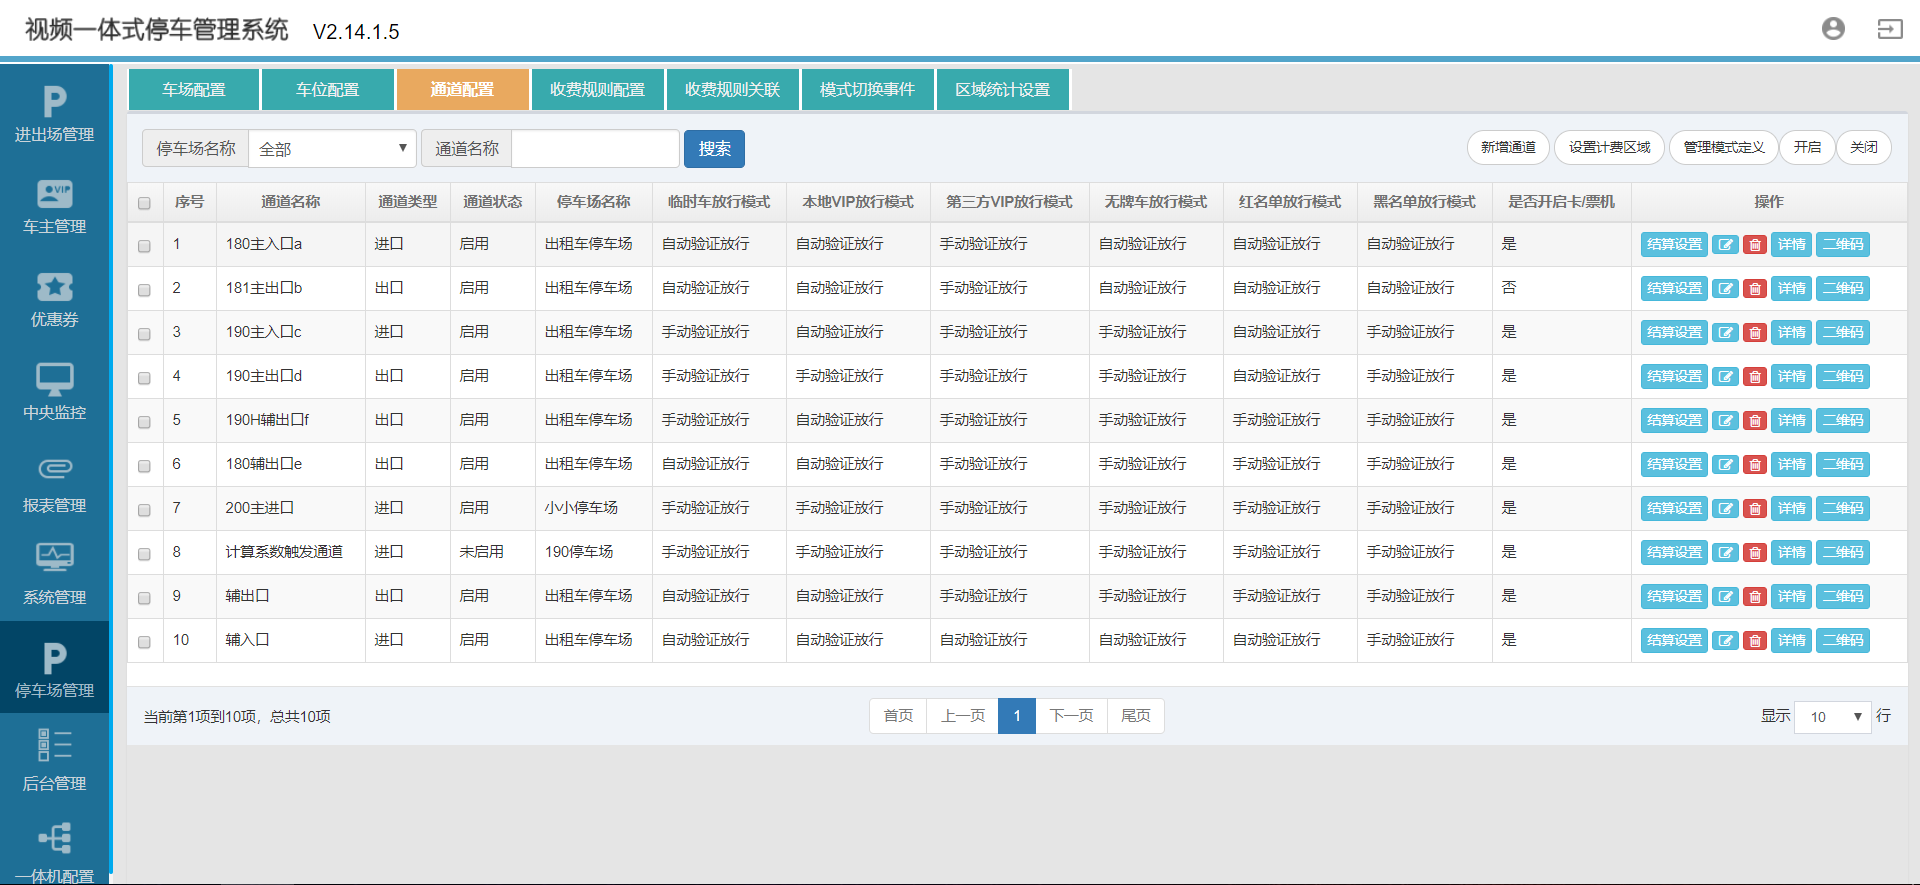 视频一体式停车管理系统 V2.14.1.5
进出场管理
VIP
车主管理
优惠券
中央监控
报表管理
系统管理
停车场管理
后台管理
一体机配置
车场配置 车位配置 通道配置 收费规则配置 收费规则关联 模式切换事件 区域统计设置
停车场名称 全部 通道名称 搜索 新增通道 设置计费区域 管理模式定义 开启 关闭
序号 通道名称 通道类型 通道状态 停车场名称 临时车放行模式 本地VIP放行模式 第三方VIP放行模式 无牌车放行模式 红名单放行模式 黑名单放行模式 是否开启卡/票机 操作
1 180主入口a 进口 启用 出租车停车场 自动验证放行 自动验证放行 手动验证放行 自动验证放行 自动验证放行 自动验证放行 是 结算设置 详情 二维码
2 181主出口b 出口 启用 出租车停车场 自动验证放行 自动验证放行 手动验证放行 自动验证放行 自动验证放行 自动验证放行 否 结算设置 详情 二维码
3 190主入口c 进口 启用 出租车停车场 手动验证放行 自动验证放行 手动验证放行 手动验证放行 自动验证放行 手动验证放行 是 结算设置 详情 二维码
4 190主出口d 出口 启用 出租车停车场 手动验证放行 手动验证放行 手动验证放行 手动验证放行 自动验证放行 手动验证放行 是 结算设置 详情 二维码
5 190H辅出口f 出口 启用 出租车停车场 手动验证放行 自动验证放行 手动验证放行 手动验证放行 手动验证放行 手动验证放行 是 结算设置 详情 二维码
6 180辅出口e 出口 启用 出租车停车场 自动验证放行 自动验证放行 手动验证放行 手动验证放行 手动验证放行 手动验证放行 是 结算设置 详情 二维码
7 200主进口 进口 启用 小小停车场 手动验证放行 手动验证放行 手动验证放行 手动验证放行 手动验证放行 手动验证放行 是 结算设置 详情 二维码
8 计算系数触发通道 进口 未启用 190停车场 手动验证放行 手动验证放行 手动验证放行 手动验证放行 手动验证放行 手动验证放行 是 结算设置 详情 二维码
9 辅出口 出口 启用 出租车停车场 自动验证放行 自动验证放行 手动验证放行 手动验证放行 手动验证放行 手动验证放行 是 结算设置 详情 二维码
10 辅入口 进口 启用 出租车停车场 自动验证放行 自动验证放行 自动验证放行 自动验证放行 自动验证放行 手动验证放行 是 结算设置 详情 二维码
当前第1项到10项，总共10项 首页 上一页 1 下一页 尾页 显示 10 行